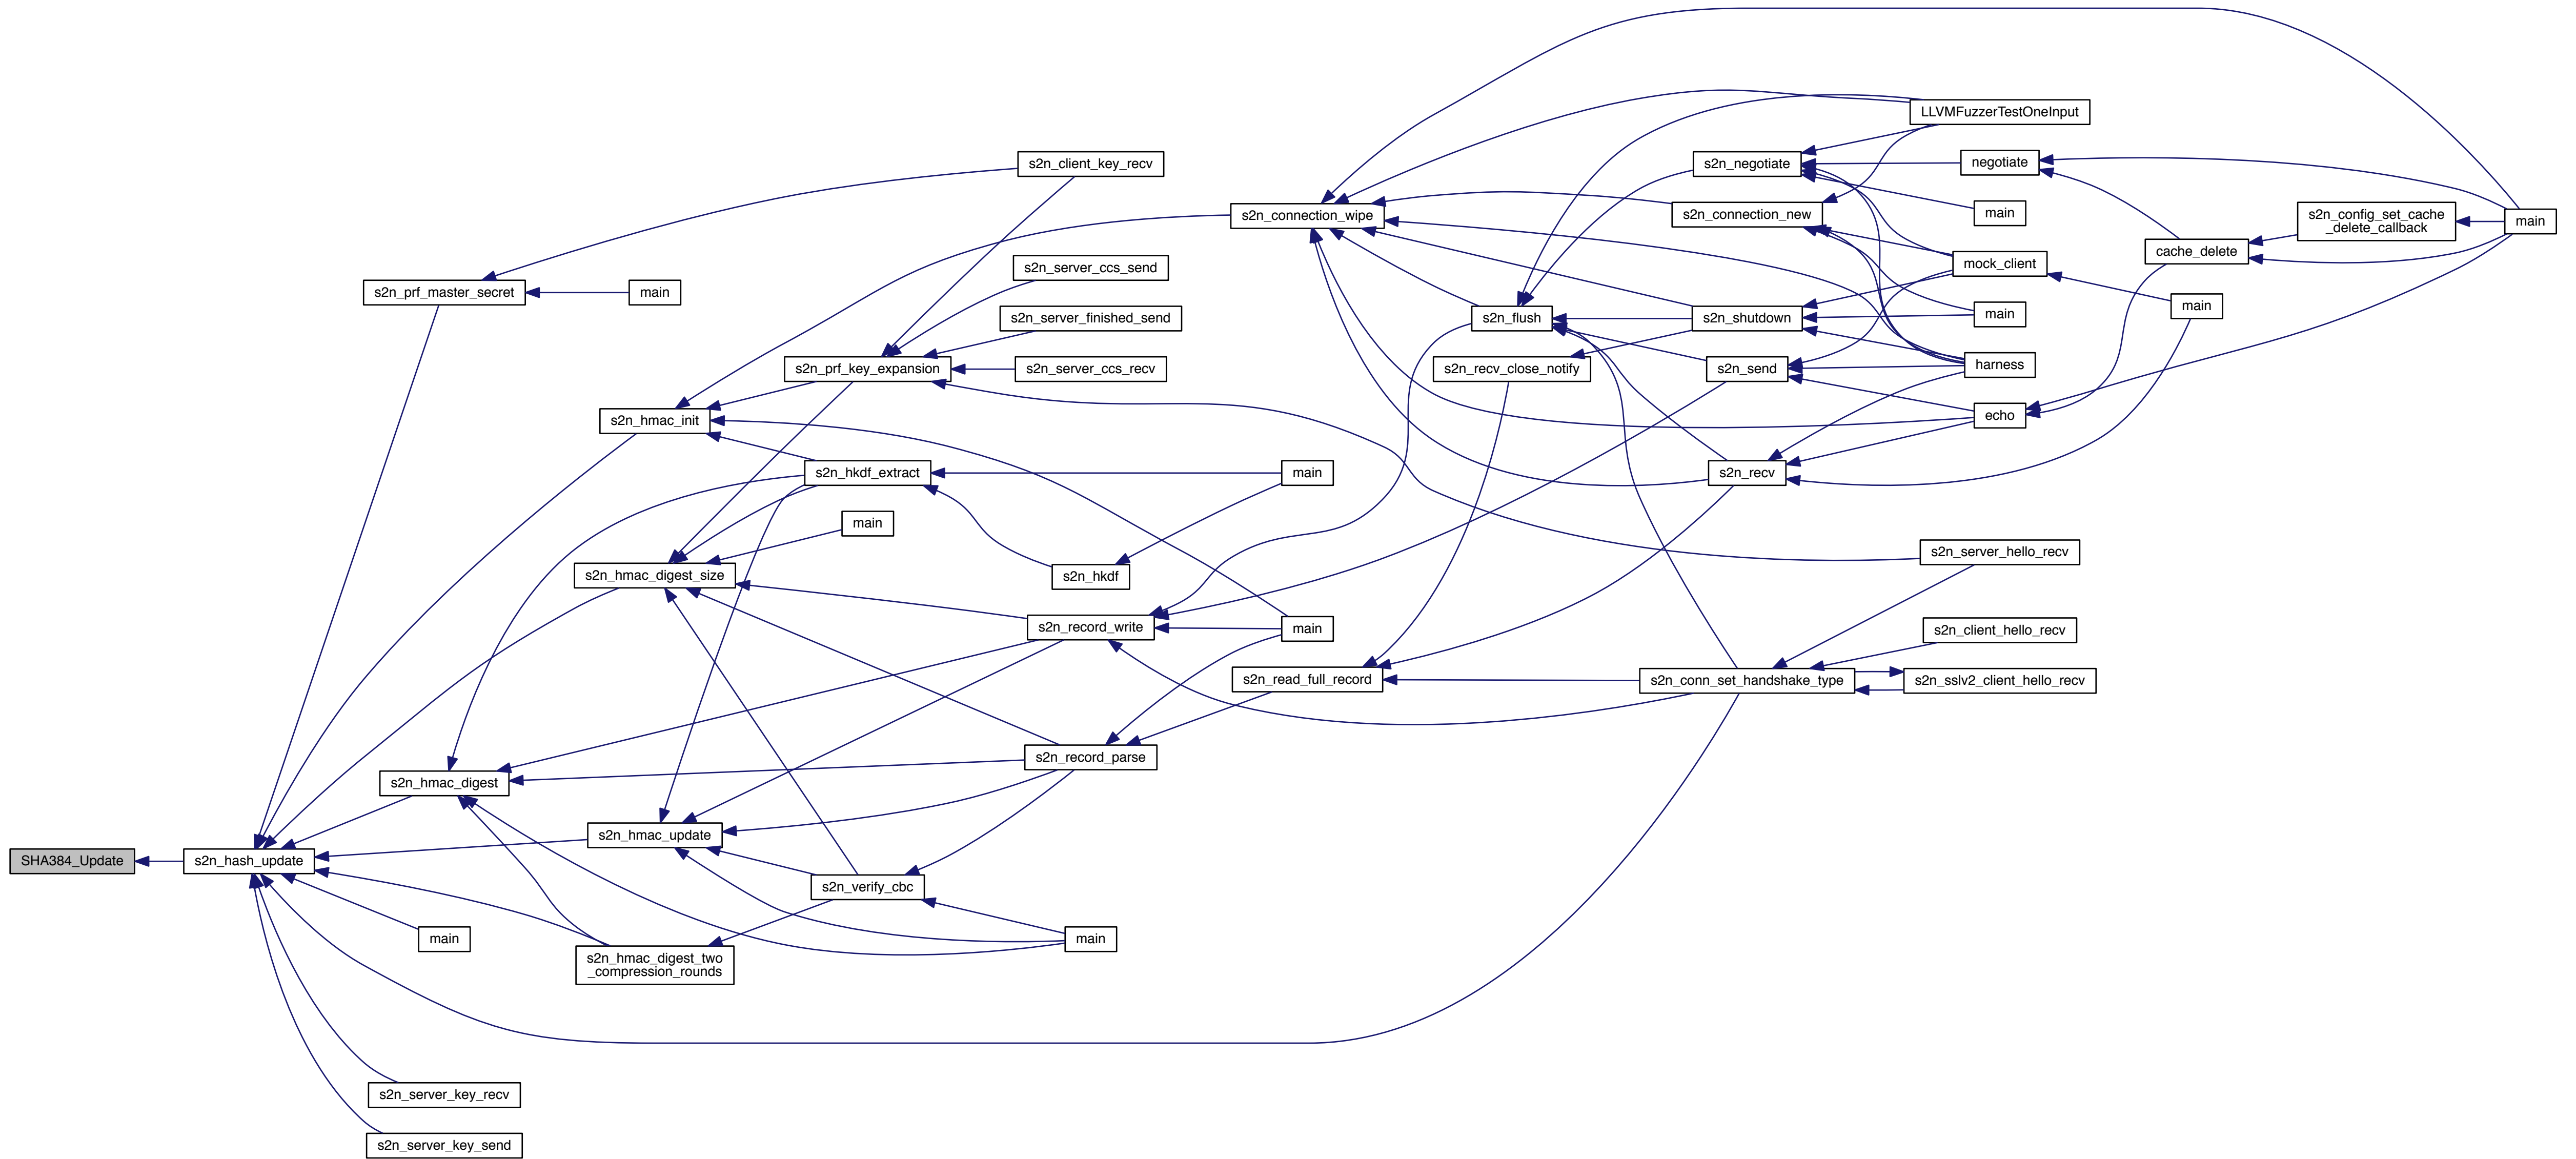 LLVMFuzzerTestOneInput
s2n_client_key_recv
s2n_negotiate
negotiate
s2n_connection_wipe
s2n_connection_new
main
s2n_config_set_cache
_delete_callback
main
cache_delete
s2n_server_ccs_send
mock_client
s2n_prf_master_secret
main
s2n_server_finished_send
s2n_flush
s2n_shutdown
main
main
s2n_prf_key_expansion
s2n_server_ccs_recv
s2n_recv_close_notify
s2n_send
harness
s2n_hmac_init
echo
s2n_hkdf_extract
main
s2n_recv
main
s2n_server_hello_recv
s2n_hmac_digest_size
s2n_hkdf
s2n_record_write
main
s2n_client_hello_recv
s2n_read_full_record
s2n_conn_set_handshake_type
s2n_sslv2_client_hello_recv
s2n_record_parse
s2n_hmac_digest
s2n_hmac_update
SHA384_Update
s2n_hash_update
s2n_verify_cbc
main
main
s2n_hmac_digest_two
_compression_rounds
s2n_server_key_recv
s2n_server_key_send